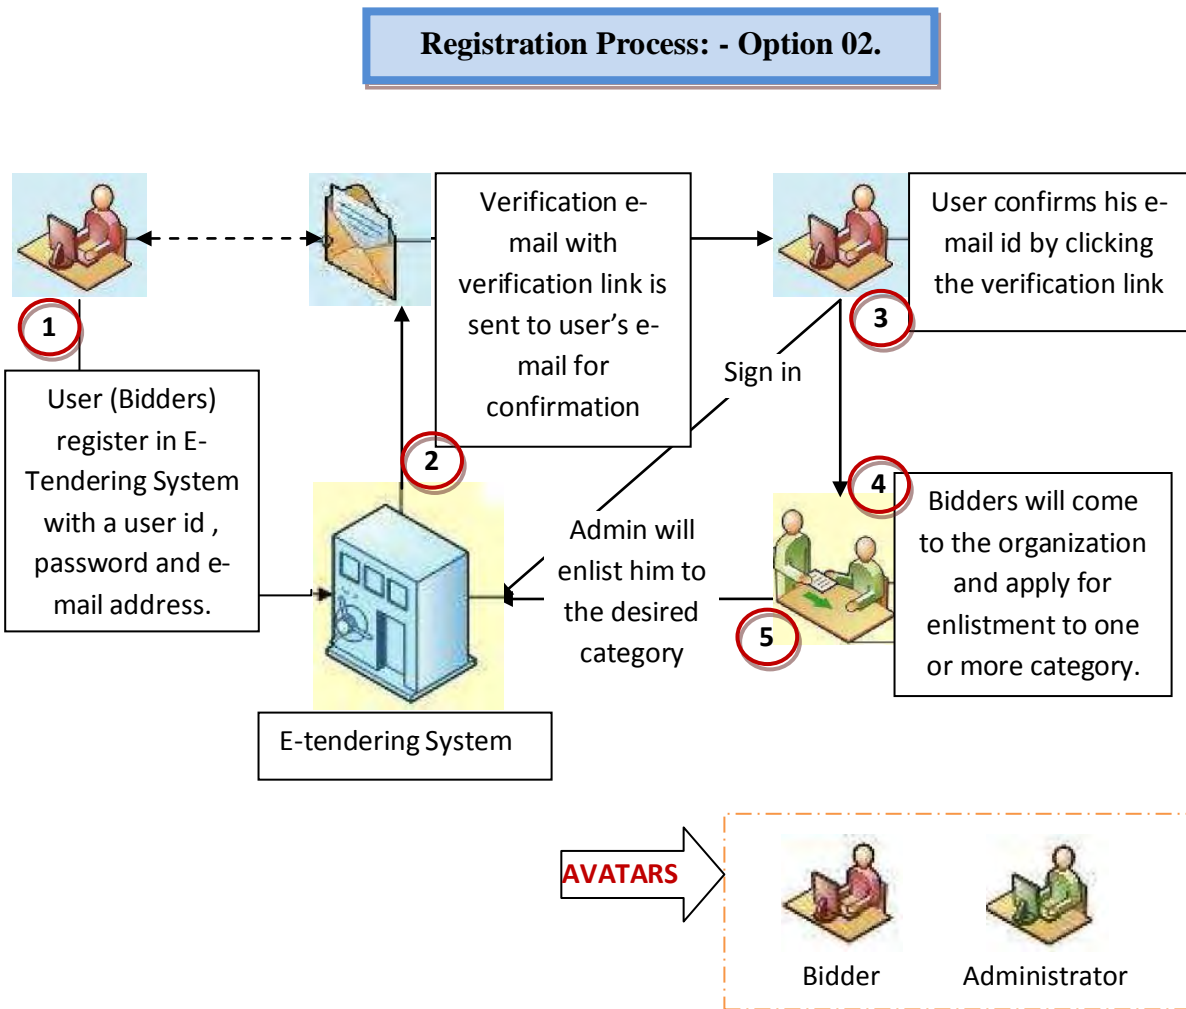 Registration Process: - Option 02.
1
User (Bidders)
register in E-
Tendering System
with a user id ,
password and e-
mail address.
2
Verification e-
mail with
verification link is
sent to user’s e-
mail for
confirmation
3
User confirms his e-
mail id by clicking
the verification link
Sign in
4
Bidders will come
to the organization
and apply for
enlistment to one
or more category.
5
Admin will
enlist him to
the desired
category
E-tendering System
AVATARS
Bidder
Administrator